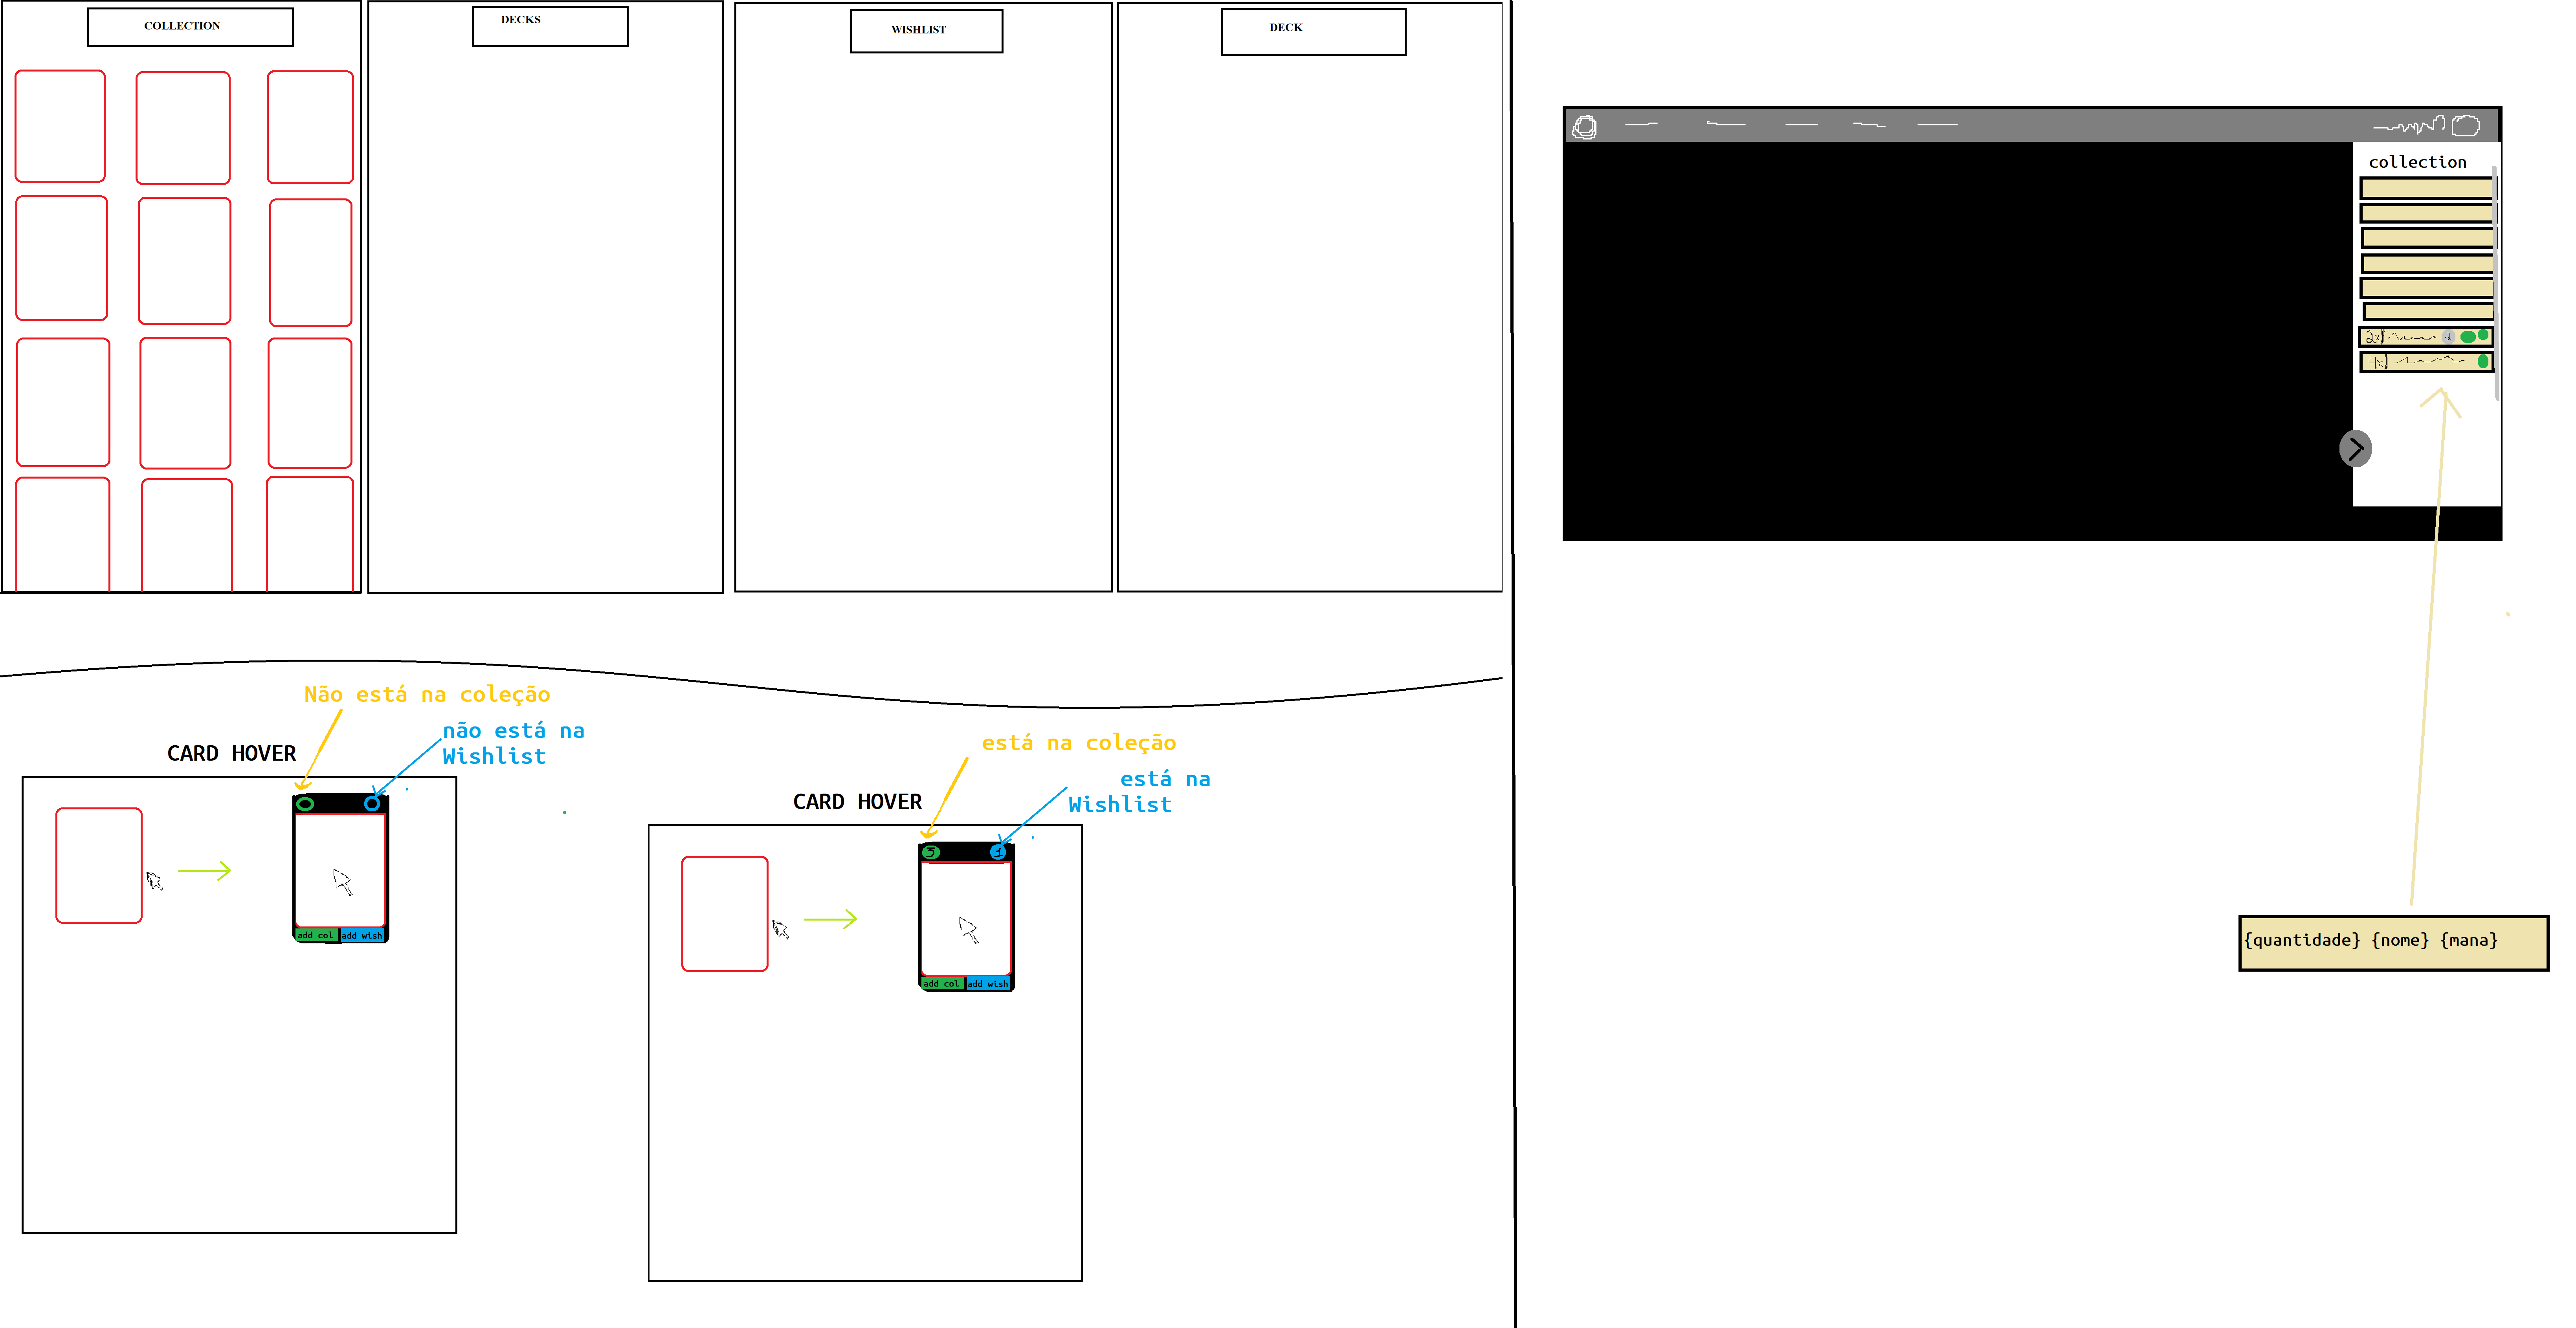 COLLECTION
DECKS
WISHLIST
DECK
collection
2x)
2
4x)
Não está na coleção
não está na
Wishlist
CARD HOVER
add col
add wish
está na coleção
está na
Wishlist
CARD HOVER
3
1
add col
add wish
{quantidade} {nome} {mana}